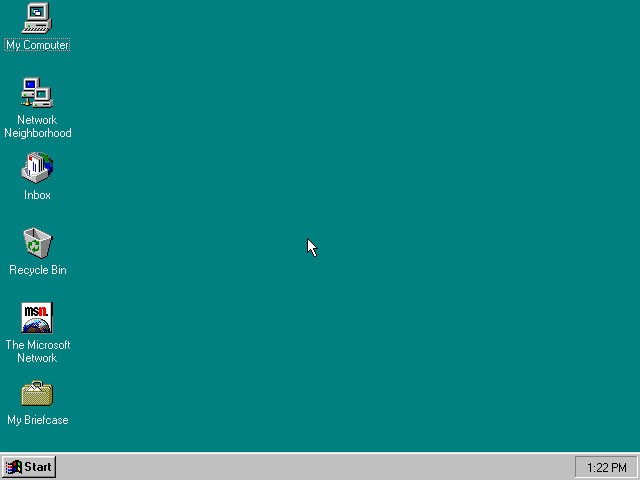 My Computer
Network
Neighborhood
Inbox
Recycle Bin
msn.
The Microsoft
Network
My Briefcase
Start
1:22 PM